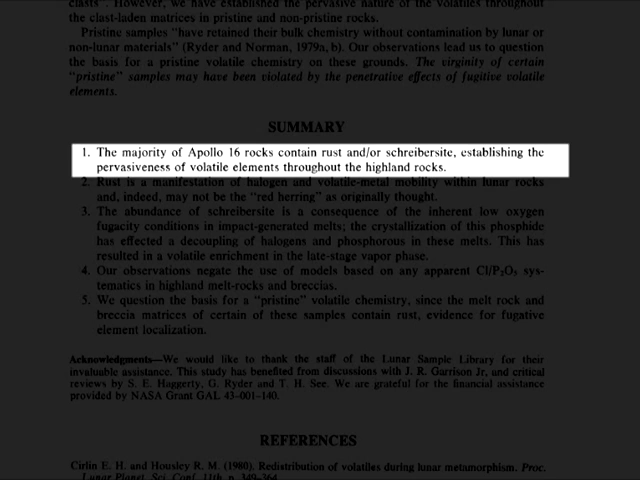 clasts". However, we have established the pervasive nature of the volatiles throughout
the clast-laden matrices in pristine and non-pristine rocks.
Pristine samples "have retained their bulk chemistry without contamination by lunar or
non-lunar materials" (Ryder and Norman, 1979a, b). Our observations lead us to question
the basis for a pristine volatile chemistry on these grounds. The virginity of certain
"pristine" samples may have been violated by the penetrative effects of fugitive volatile
elements.
SUMMARY
1. The majority of Apollo 16 rocks contain rust and/or schreibersite, establishing the
pervasiveness of volatile elements throughout the highland rocks.
2. Rust is a manifestation of halogen and volatile-metal mobility within lunar rocks
and, indeed, may not be the "red herring" as originally thought.
3. The abundance of schreibersite is a consequence of the inherent low oxygen
fugacity conditions in impact-generated melts; the crystallization of this phosphide
has effected a decoupling of halogens and phosphorous in these melts. This has
resulted in a volatile enrichment in the late-stage vapor phase.
4. Our observations negate the use of models based on any apparent Cl/P₂O₅ sys-
tematics in highland melt-rocks and breccias.
5. We question the basis for a "pristine" volatile chemistry, since the melt rock and
breccia matrices of certain of these samples contain rust, evidence for fugative
element localization.
Acknowledgments—We would like to thank the staff of the Lunar Sample Library for their
invaluable assistance. This study has benefited from discussions with J. R. Garrison Jr, and critical
reviews by S. E. Haggerty, G. Ryder and T. H. See. We are grateful for the financial assistance
provided by NASA Grant GAL 43-001-140.
REFERENCES
Cirlin E. H. and Housley R. M. (1980). Redistribution of volatiles during lunar metamorphism. Proc.
Lunar Planet. Sci. Conf. 11th, p. 349-364.